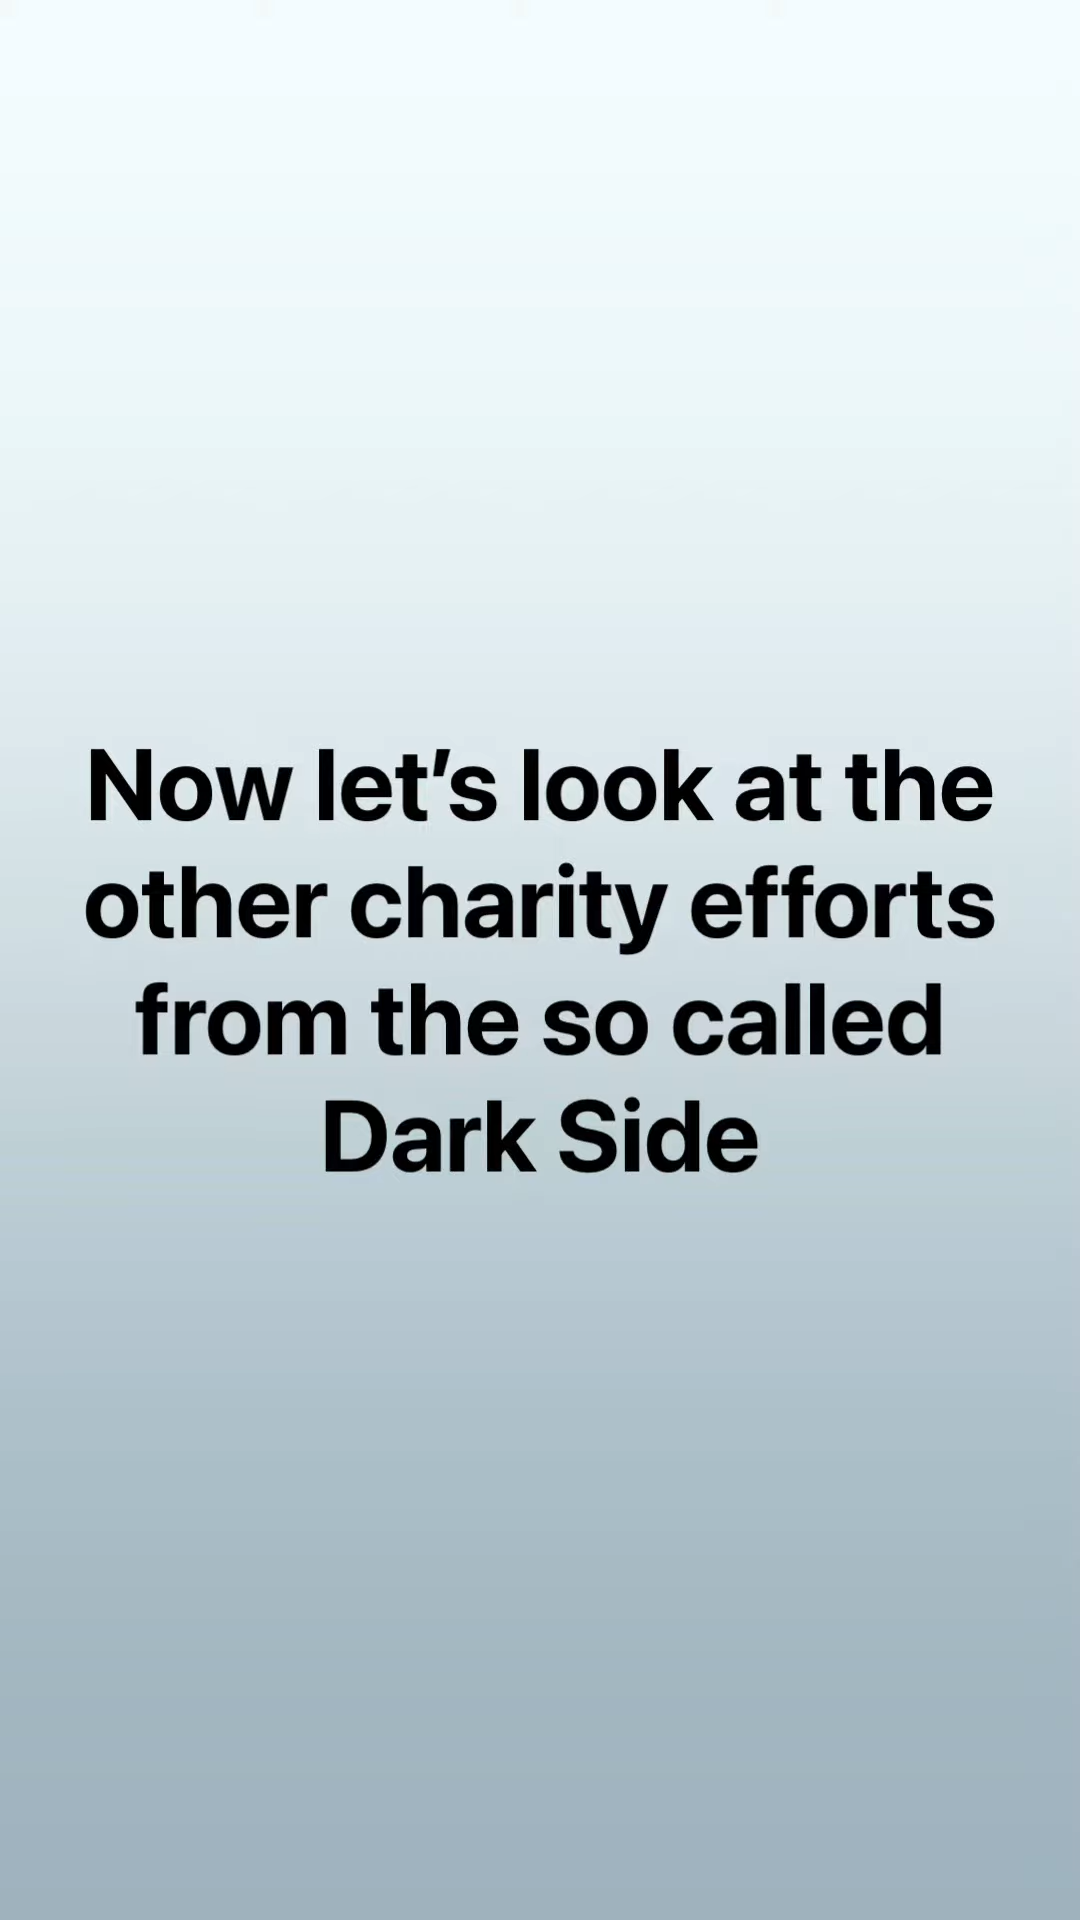 Now let’s look at the
other charity efforts
from the so called
Dark Side